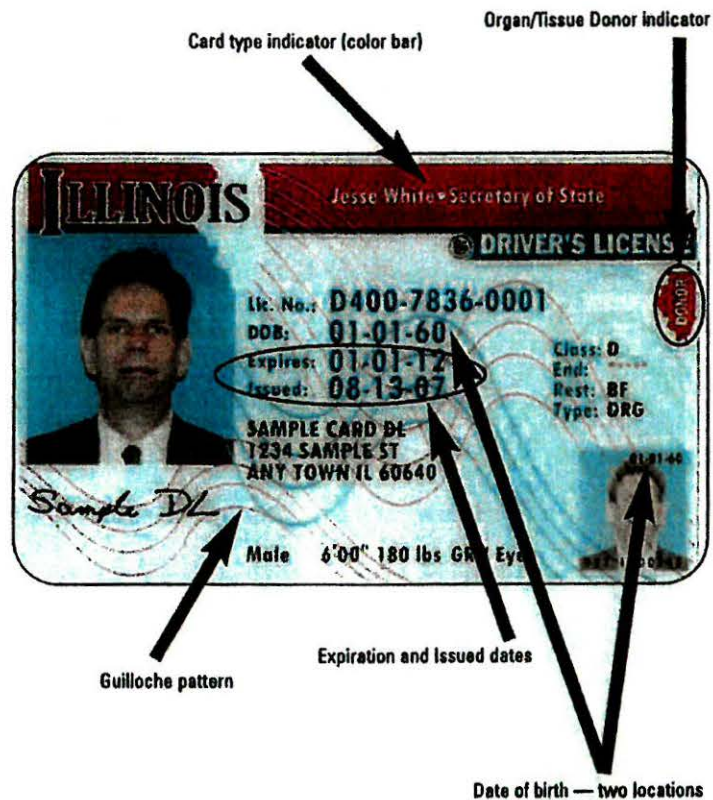 Organ/Tissue Donor indicator
Card type indicator (color bar)
ILLINOIS
Jesse White • Secretary of State
DRIVER'S LICENSE
DONOR
Lic. No.: D400-7836-0001
DOB: 01-01-60
Expires: 01-01-12
Issued: 08-13-07
Class: D
End: -----
Rest: BF
Type: DRG
SAMPLE CARD DL
1234 SAMPLE ST
ANY TOWN IL 60640
01-01-60
Sample DL
Male 6'00" 180 lbs GRN Eyes
Expiration and Issued dates
Guilloche pattern
Date of birth — two locations